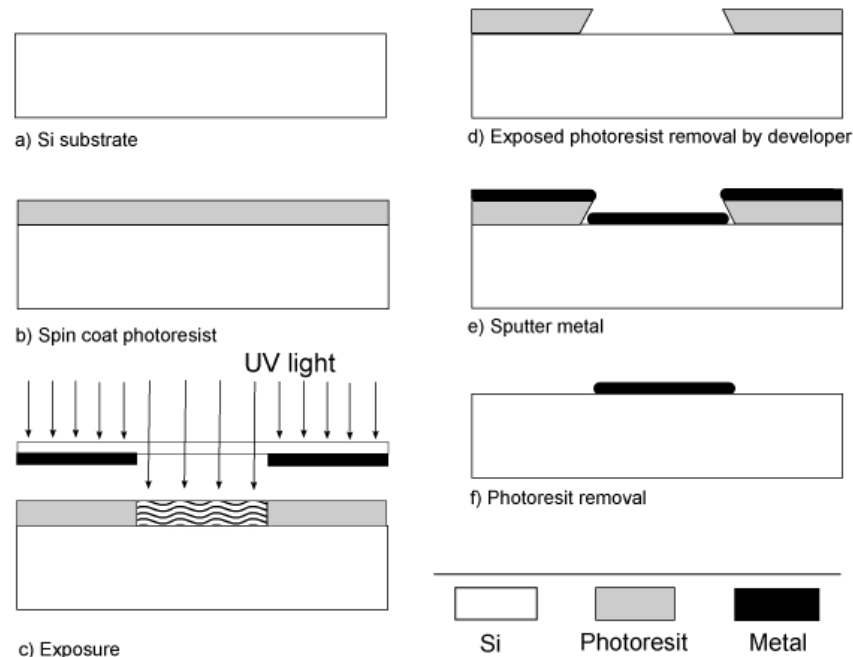 a) Si substrate
b) Spin coat photoresist
UV light
c) Exposure
d) Exposed photoresist removal by developer
e) Sputter metal
f) Photoresit removal
Si
Photoresit
Metal